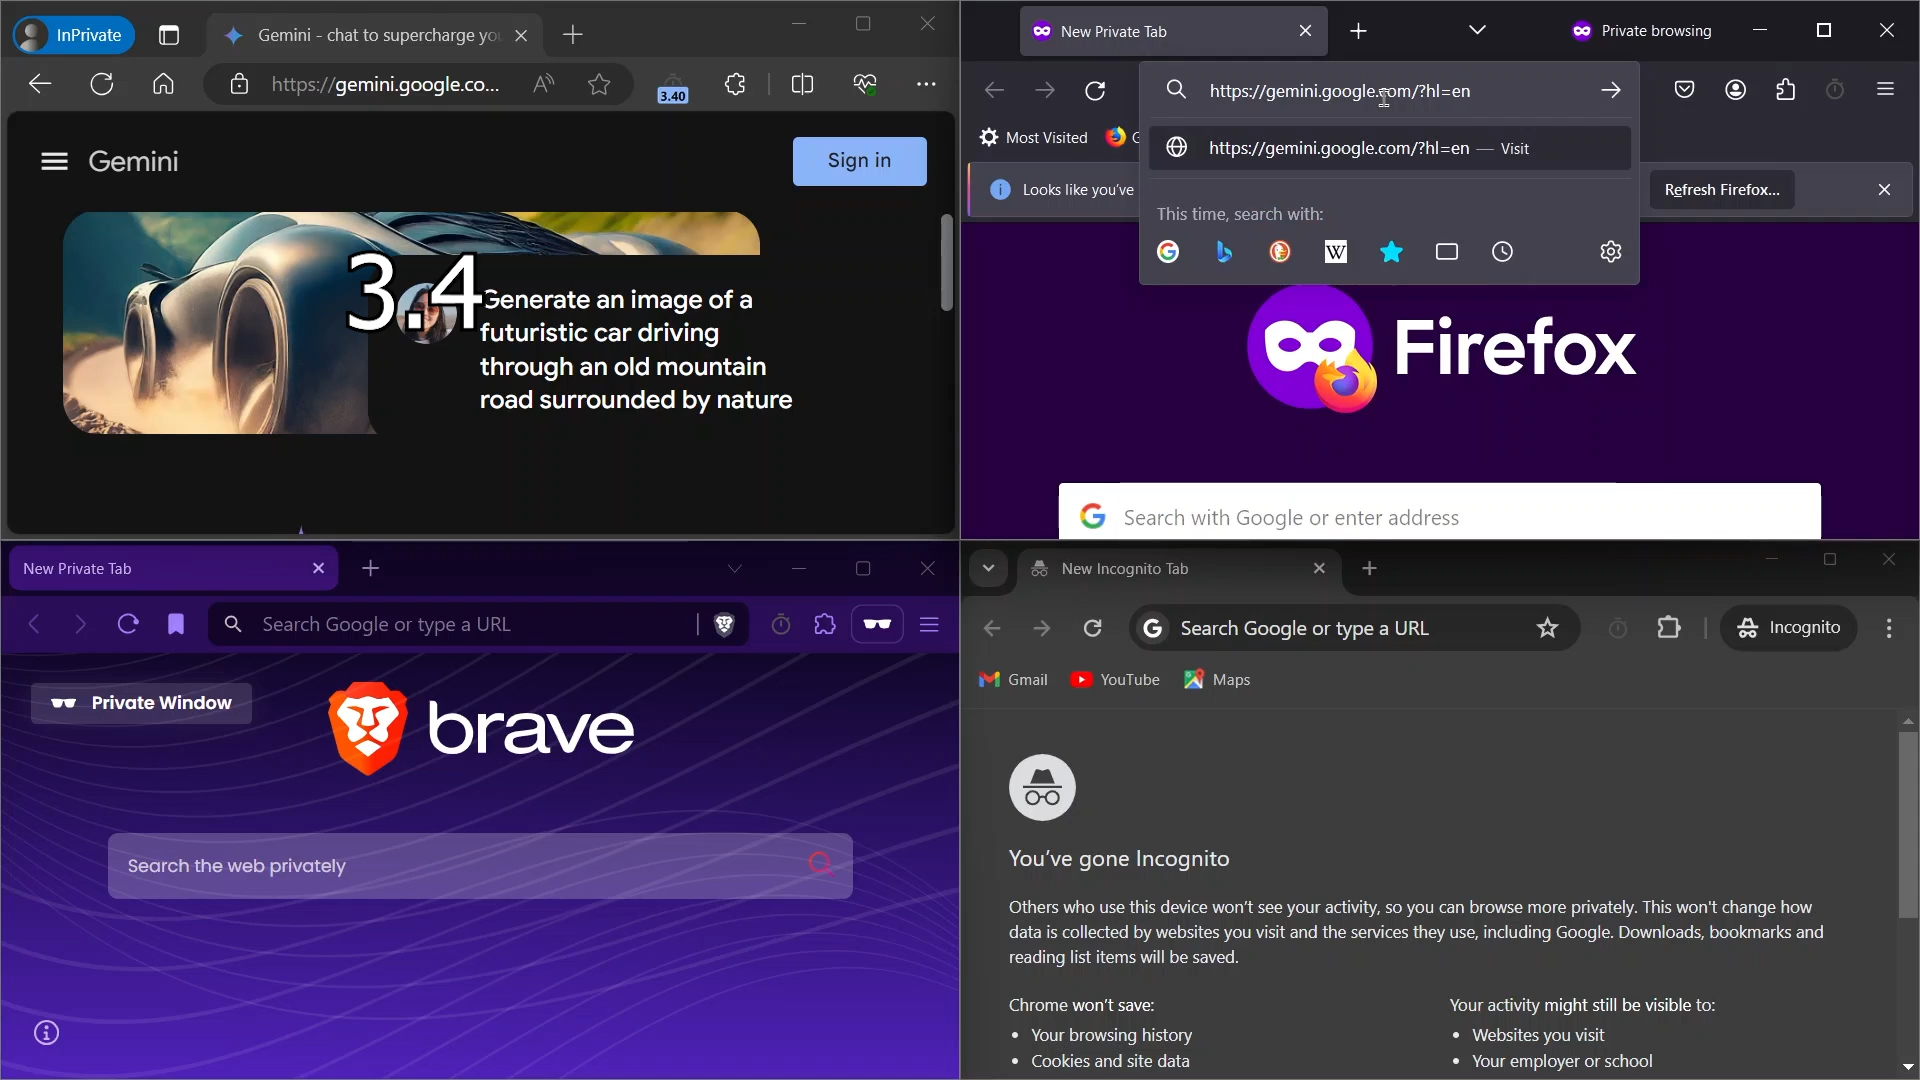 InPrivate
Gemini - chat to supercharge yo
https://gemini.google.co...
3.40
Gemini
Sign in
3.4
Generate an image of a
futuristic car driving
through an old mountain
road surrounded by nature
New Private Tab
Private browsing
https://gemini.google.com/?hl=en
Most Visited
G
https://gemini.google.com/?hl=en — Visit
Looks like you've
Refresh Firefox...
This time, search with:
W
Firefox
Search with Google or enter address
New Private Tab
Search Google or type a URL
Private Window
brave
Search the web privately
New Incognito Tab
Search Google or type a URL
Incognito
Gmail
YouTube
Maps
You've gone Incognito
Others who use this device won't see your activity, so you can browse more privately. This won't change how
data is collected by websites you visit and the services they use, including Google. Downloads, bookmarks and
reading list items will be saved.
Chrome won't save:
• Your browsing history
• Cookies and site data
Your activity might still be visible to:
• Websites you visit
• Your employer or school